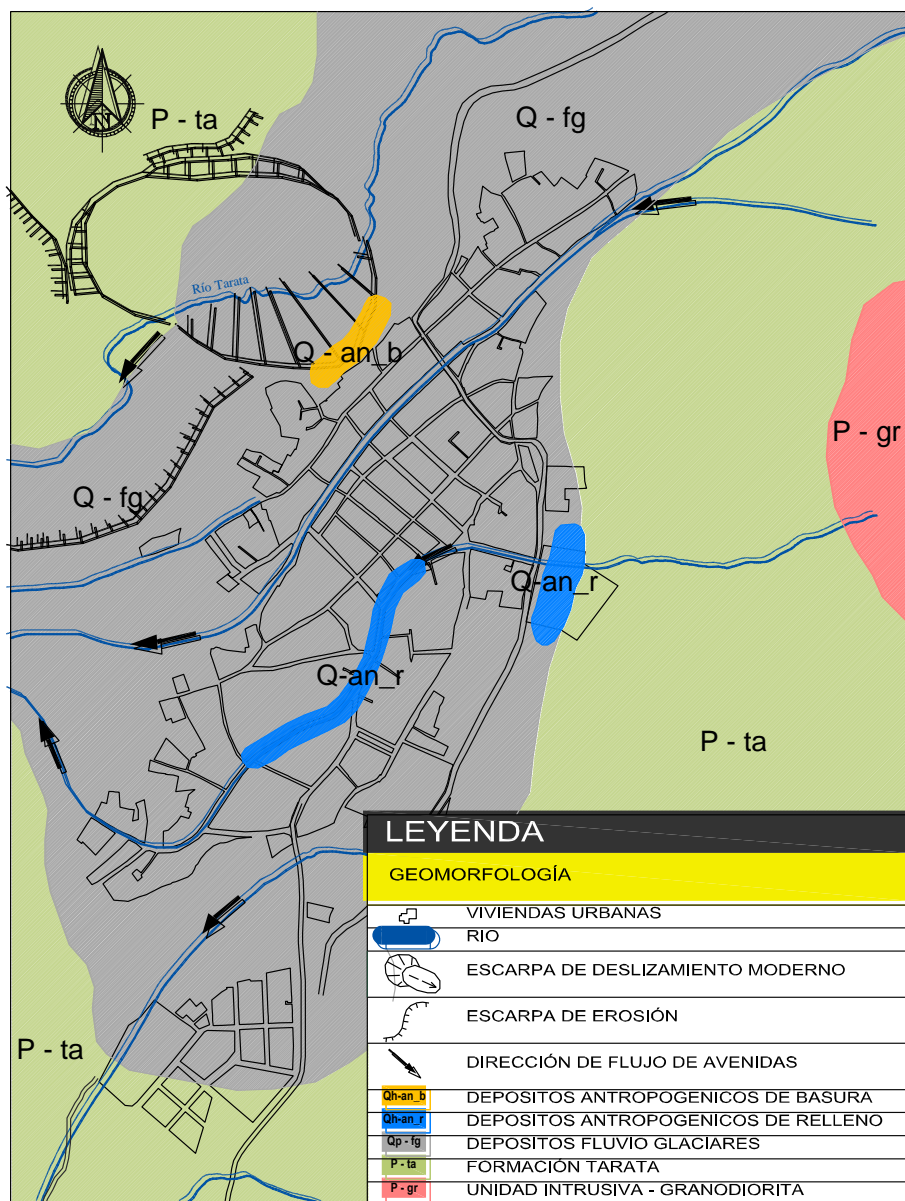 N
P - ta
Q - fg
Río Tarata
Q - an_b
P - gr
Q - fg
Q-an_r
Q-an_r
P - ta
P - ta
LEYENDA
GEOMORFOLOGÍA
VIVIENDAS URBANAS
RIO
ESCARPA DE DESLIZAMIENTO MODERNO
ESCARPA DE EROSIÓN
DIRECCIÓN DE FLUJO DE AVENIDAS
Qh-an_b DEPOSITOS ANTROPOGENICOS DE BASURA
Qh-an_r DEPOSITOS ANTROPOGENICOS DE RELLENO
Qp - fg DEPOSITOS FLUVIO GLACIARES
P - ta FORMACIÓN TARATA
P - gr UNIDAD INTRUSIVA - GRANODIORITA